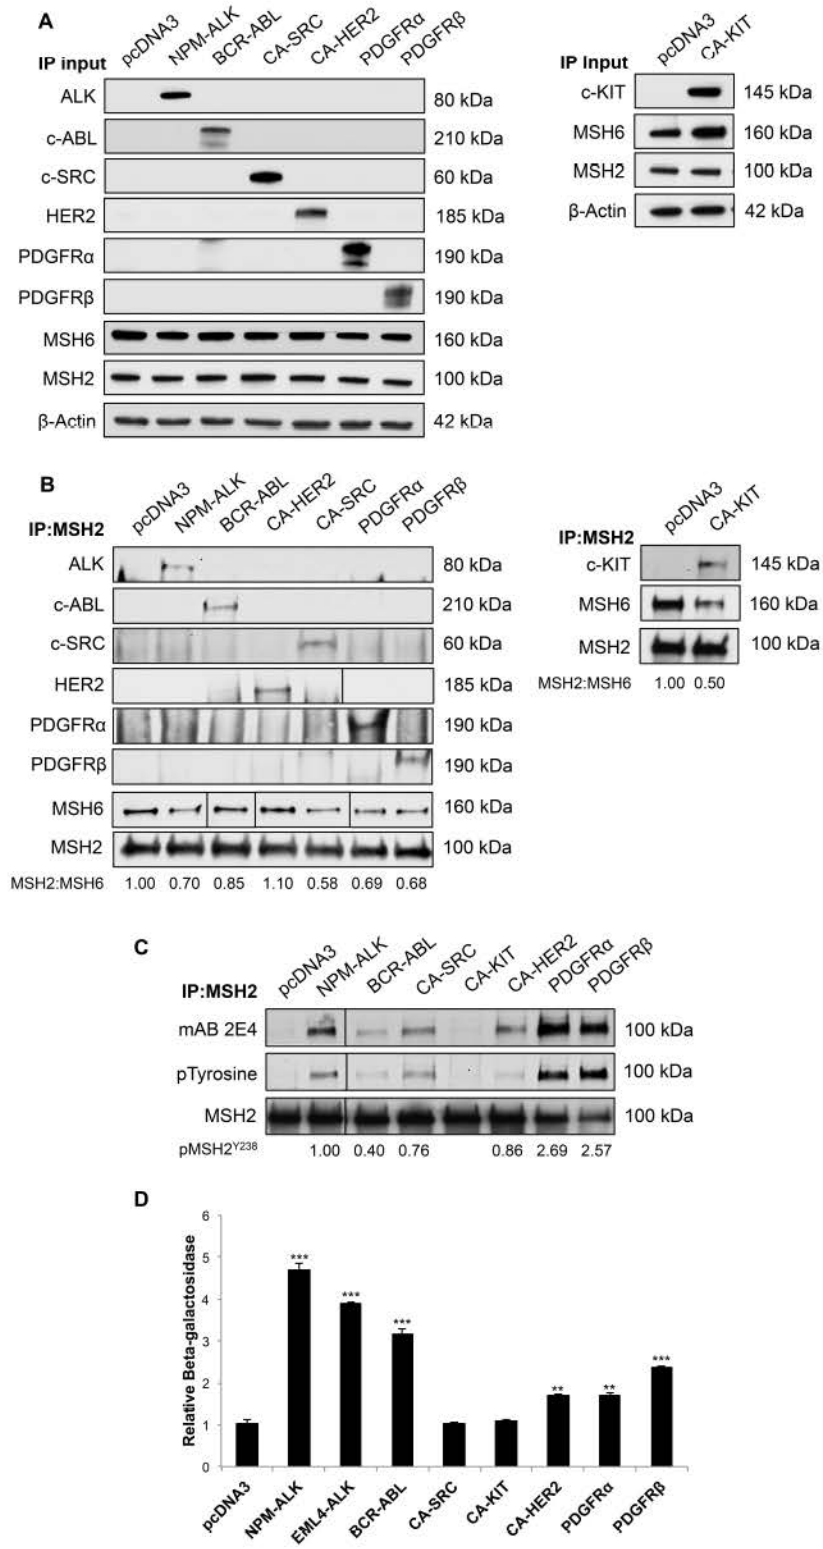 A
pcDNA3 NPM-ALK BCR-ABL CA-SRC CA-HER2 PDGFRα PDGFRβ
IP input
ALK 80 kDa
c-ABL 210 kDa
c-SRC 60 kDa
HER2 185 kDa
PDGFRα 190 kDa
PDGFRβ 190 kDa
MSH6 160 kDa
MSH2 100 kDa
β-Actin 42 kDa
pcDNA3 CA-KIT
IP Input
c-KIT 145 kDa
MSH6 160 kDa
MSH2 100 kDa
β-Actin 42 kDa
B
pcDNA3 NPM-ALK BCR-ABL CA-HER2 CA-SRC PDGFRα PDGFRβ
IP:MSH2
ALK 80 kDa
c-ABL 210 kDa
c-SRC 60 kDa
HER2 185 kDa
PDGFRα 190 kDa
PDGFRβ 190 kDa
MSH6 160 kDa
MSH2 100 kDa
MSH2:MSH6 1.00 0.70 0.85 1.10 0.58 0.69 0.68
pcDNA3 CA-KIT
IP:MSH2
c-KIT 145 kDa
MSH6 160 kDa
MSH2 100 kDa
MSH2:MSH6 1.00 0.50
C
pcDNA3 NPM-ALK BCR-ABL CA-SRC CA-KIT CA-HER2 PDGFRα PDGFRβ
IP:MSH2
mAB 2E4 100 kDa
pTyrosine 100 kDa
MSH2 100 kDa
pMSH2Y238 1.00 0.40 0.76 0.86 2.69 2.57
D
Relative Beta-galactosidase
6
5
4
3
2
1
0
*** *** *** ** ** ***
pcDNA3 NPM-ALK EML4-ALK BCR-ABL CA-SRC CA-KIT CA-HER2 PDGFRα PDGFRβ